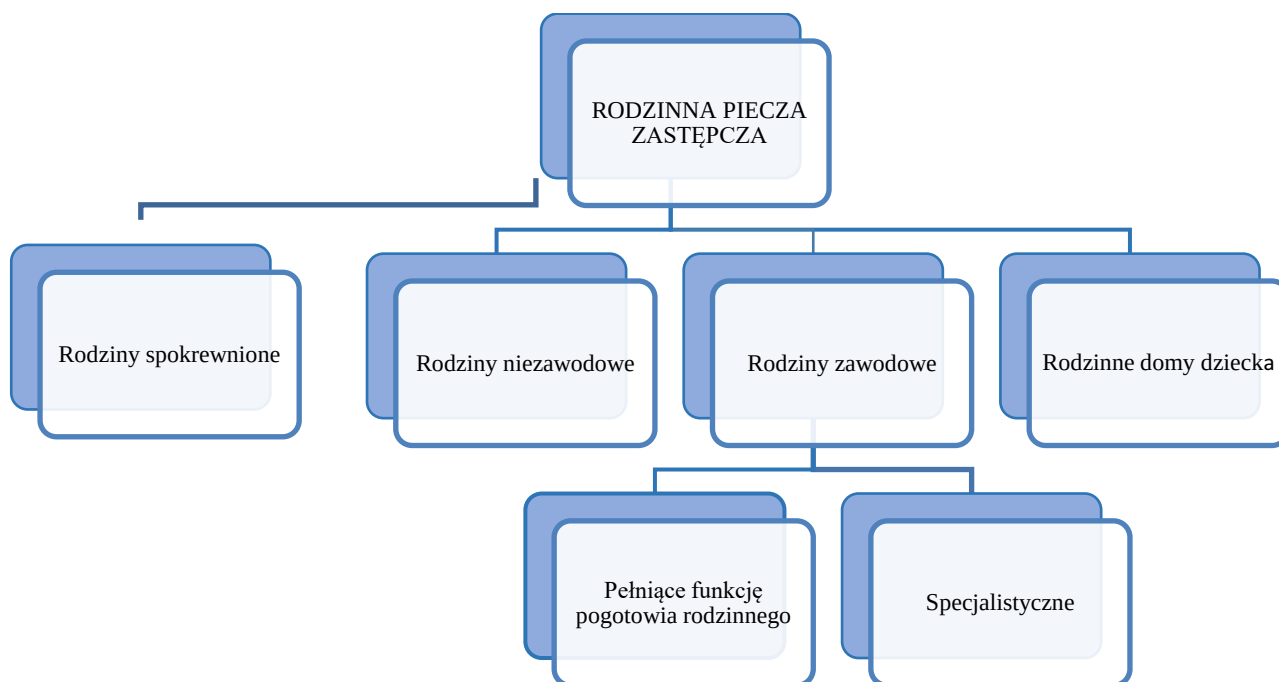 RODZINNA PIECZA
ZASTĘPCZA
Rodziny spokrewnione
Rodziny niezawodowe
Rodziny zawodowe
Rodzinne domy dziecka
Pełniące funkcję
pogotowia rodzinnego
Specjalistyczne